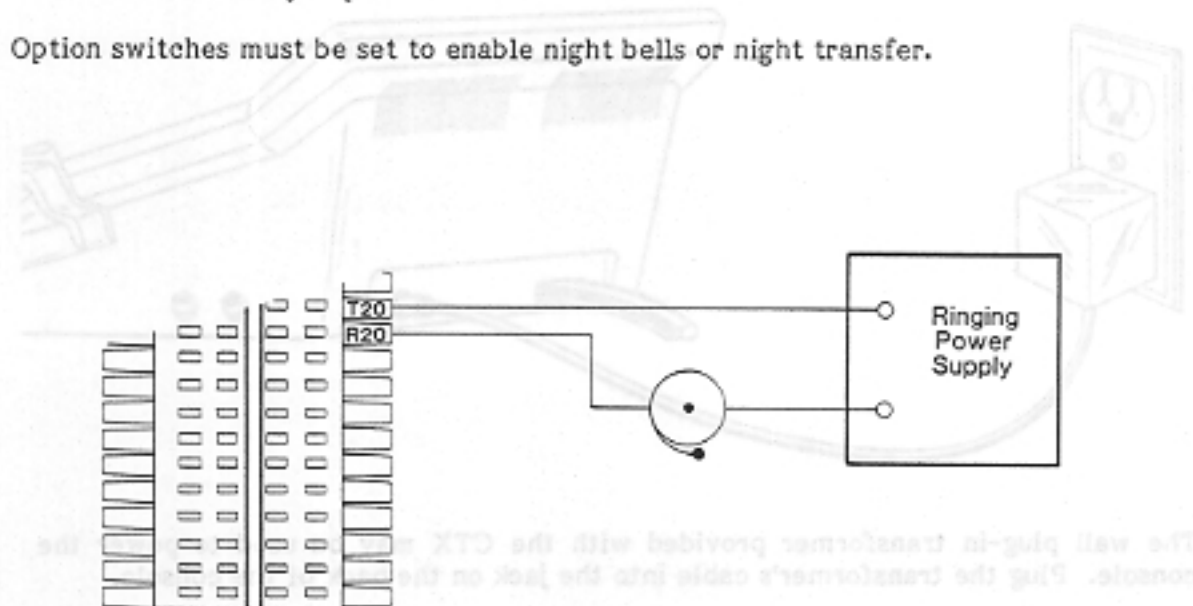 Option switches must be set to enable night bells or night transfer.
T20
R20
Ringing
Power
Supply
The wall plug-in transformer provided with the CTX may be used to power the
console. Plug the transformer's cable into the jack on the back of the console.